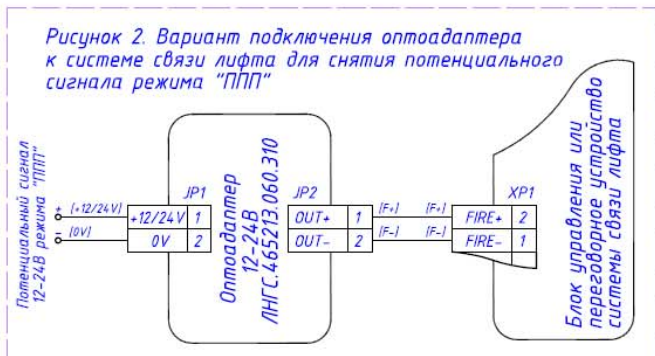 Рисунок 2. Вариант подключения оптоадаптера
к системе связи лифта для снятия потенциального
сигнала режима "ППП"
Потенциальный сигнал
12-24В режима "ППП"
+ (+12/24V)
- (0V)
JP1
+12/24V 1
0V 2
Оптоадаптер
12-24В
ЛНГС.465213.060.310
JP2
OUT+ 1
OUT- 2
(F+) (F+)
(F-) (F-)
XP1
FIRE+ 2
FIRE- 1
Блок управления или
переговорное устройство
системы связи лифта